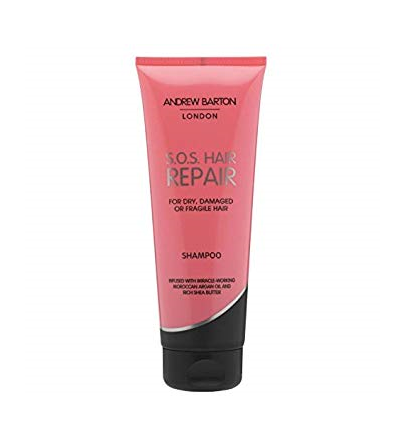 ANDREW BARTON
LONDON
S.O.S. HAIR
REPAIR
FOR DRY, DAMAGED
OR FRAGILE HAIR
SHAMPOO
INFUSED WITH MIRACLE-WORKING
MOROCCAN ARGAN OIL AND
RICH SHEA BUTTER